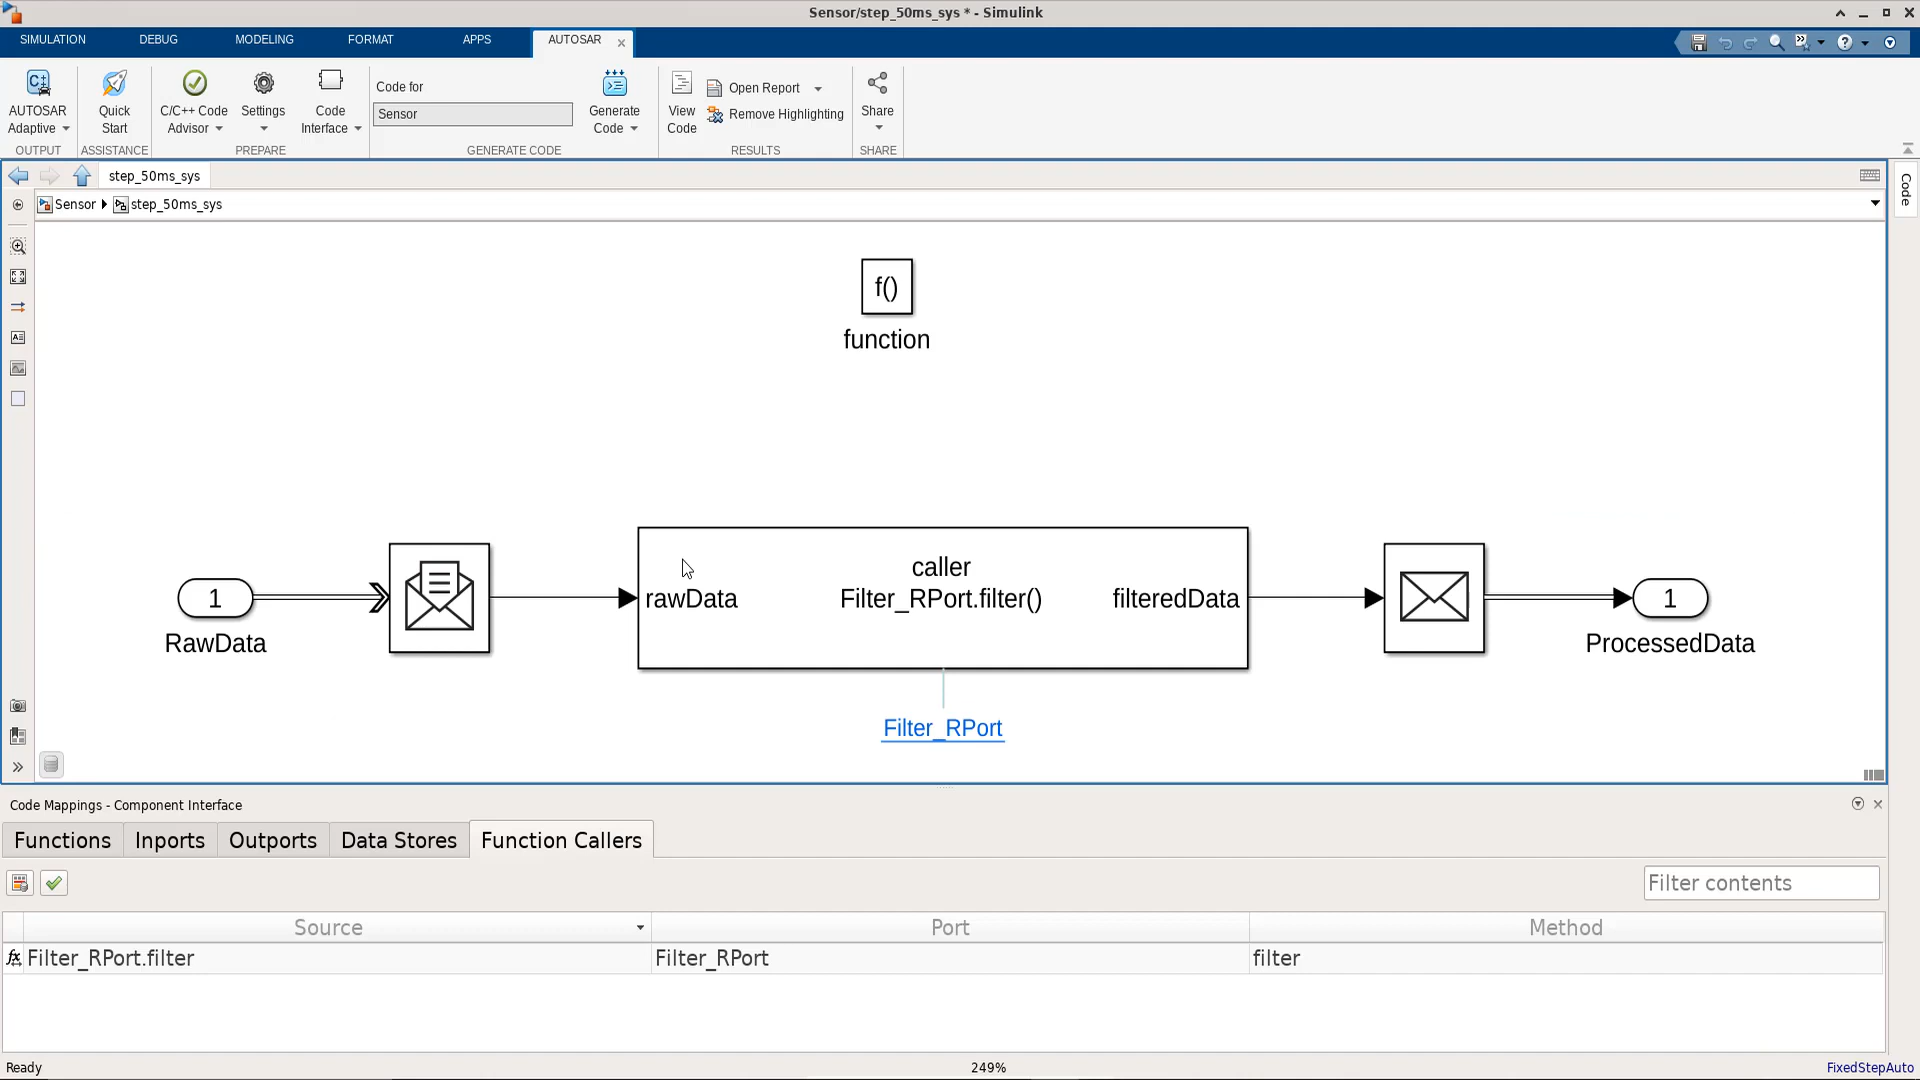 Sensor/step_50ms_sys * - Simulink
SIMULATION DEBUG MODELING FORMAT APPS AUTOSAR
AUTOSAR Adaptive
Quick Start
C/C++ Code Advisor
Settings
Code Interface
Code for
Sensor
Generate Code
View Code
Open Report
Remove Highlighting
Share
OUTPUT ASSISTANCE PREPARE GENERATE CODE RESULTS SHARE
step_50ms_sys
Sensor step_50ms_sys
Code
f()
function
1
RawData
rawData
caller
Filter_RPort.filter()
filteredData
1
ProcessedData
Filter_RPort
Code Mappings - Component Interface
Functions Inports Outports Data Stores Function Callers
Filter contents
Source Port Method
fx Filter_RPort.filter Filter_RPort filter
Ready 249% FixedStepAuto